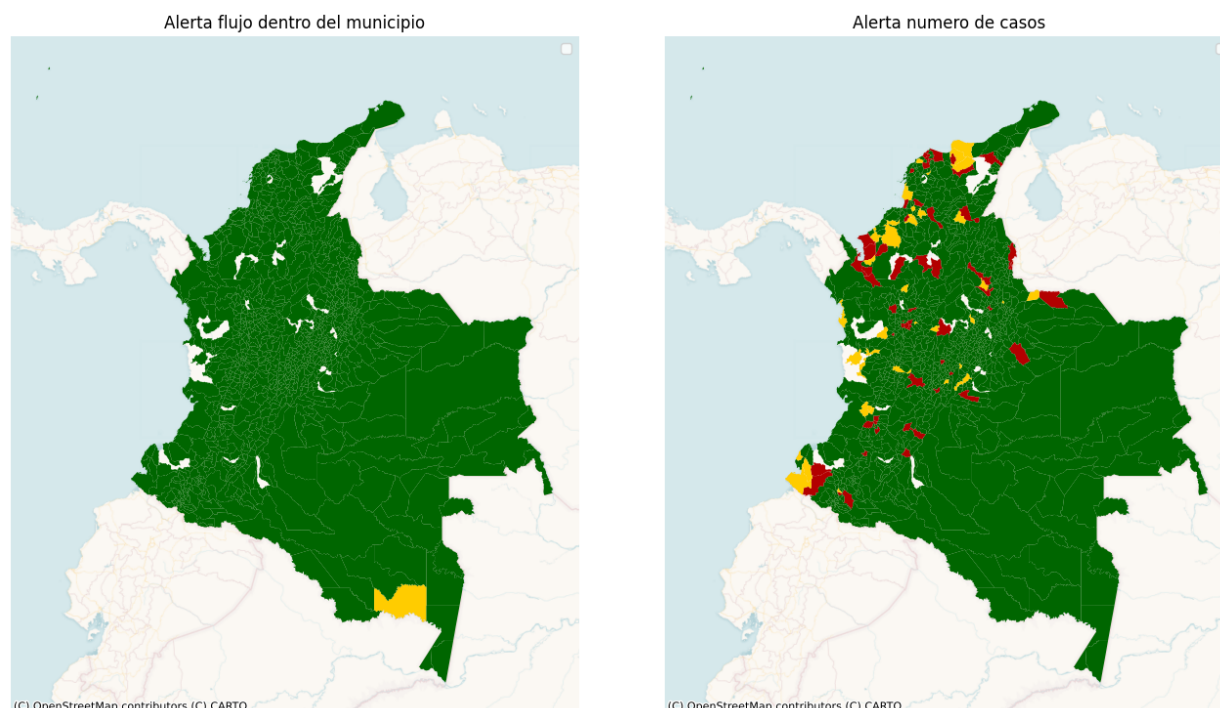 Alerta flujo dentro del municipio
Alerta numero de casos
(C) OpenStreetMap contributors (C) CARTO
(C) OpenStreetMap contributors (C) CARTO